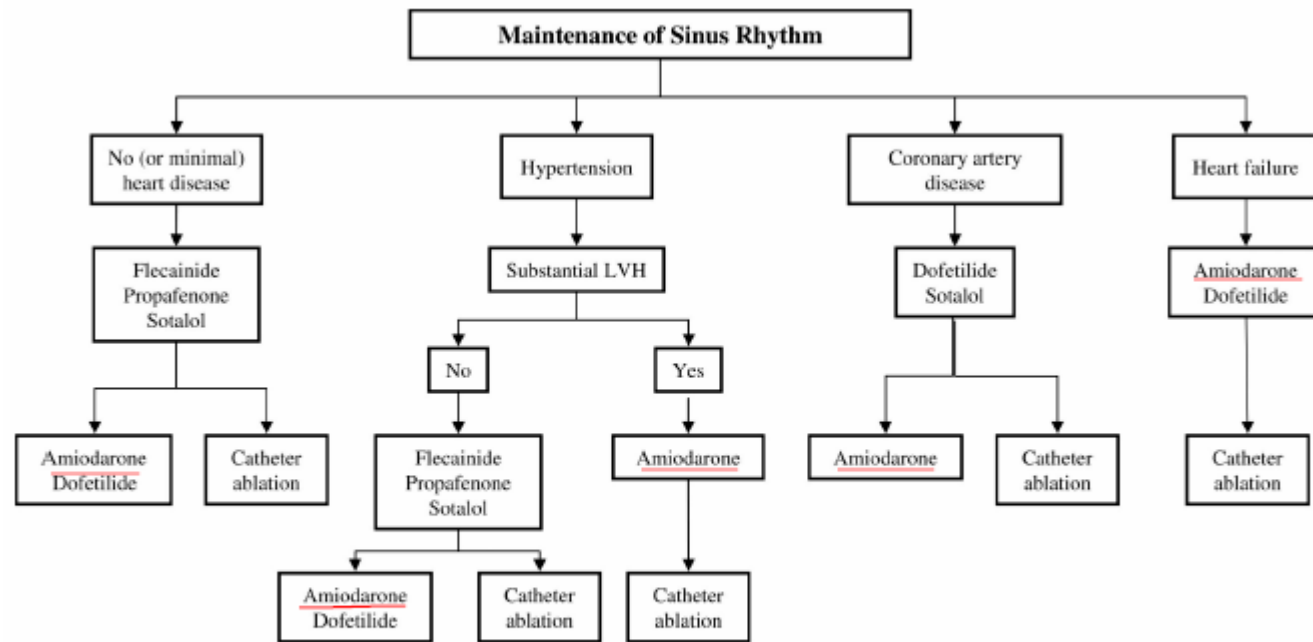 Maintenance of Sinus Rhythm
No (or minimal)
heart disease
Hypertension
Coronary artery
disease
Heart failure
Flecainide
Propafenone
Sotalol
Substantial LVH
Dofetilide
Sotalol
Amiodarone
Dofetilide
No
Yes
Amiodarone
Dofetilide
Catheter
ablation
Flecainide
Propafenone
Sotalol
Amiodarone
Amiodarone
Catheter
ablation
Catheter
ablation
Amiodarone
Dofetilide
Catheter
ablation
Catheter
ablation